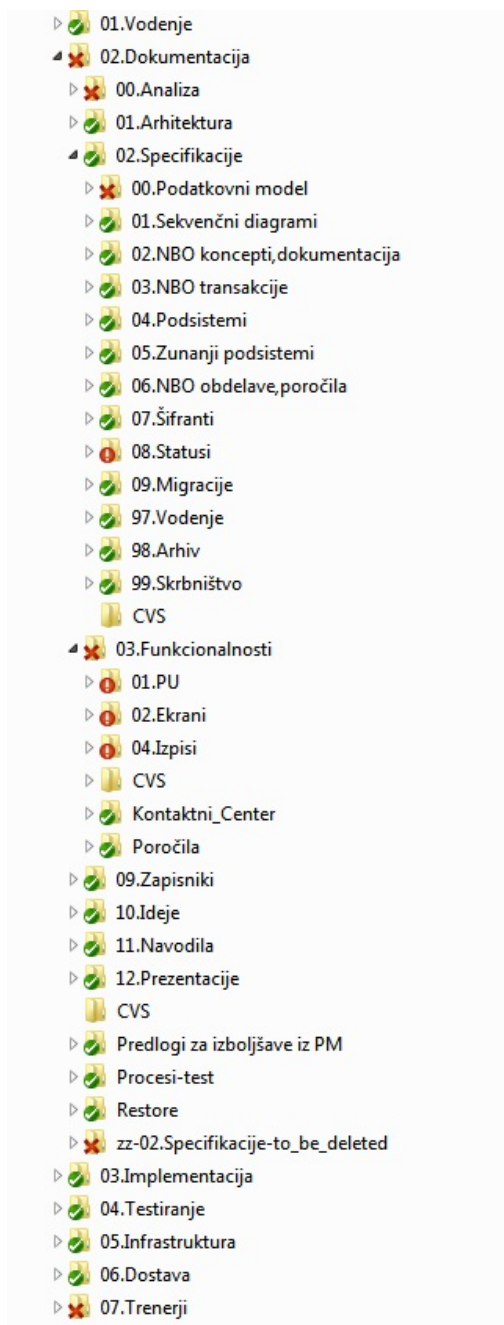 01.Vodenje
02.Dokumentacija
00.Analiza
01.Arhitektura
02.Specifikacije
00.Podatkovni model
01.Sekvenčni diagrami
02.NBO koncepti,dokumentacija
03.NBO transakcije
04.Podsistemi
05.Zunanji podsistemi
06.NBO obdelave,poročila
07.Šifranti
08.Statusi
09.Migracije
97.Vodenje
98.Arhiv
99.Skrbništvo
CVS
03.Funkcionalnosti
01.PU
02.Ekrani
04.Izpisi
CVS
Kontaktni_Center
Poročila
09.Zapisniki
10.Ideje
11.Navodila
12.Prezentacije
CVS
Predlogi za izboljšave iz PM
Procesi-test
Restore
zz-02.Specifikacije-to_be_deleted
03.Implementacija
04.Testiranje
05.Infrastruktura
06.Dostava
07.Trenerji